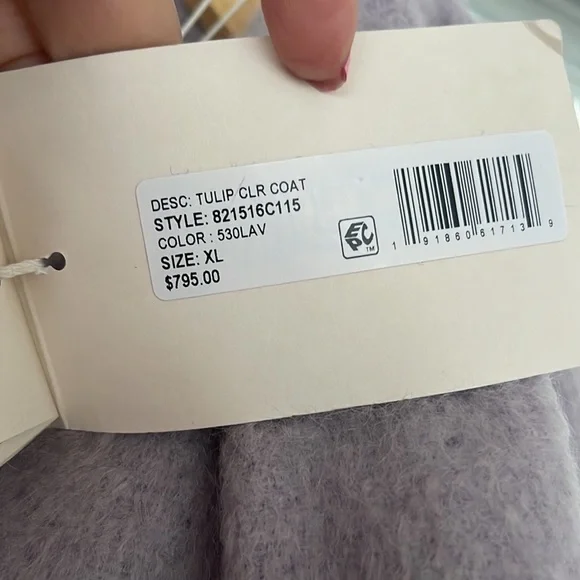 DESC: TULIP CLR COAT
STYLE: 821516C115
COLOR : 530LAV
SIZE: XL
$795.00
EPC TM
1 91860 61713 9